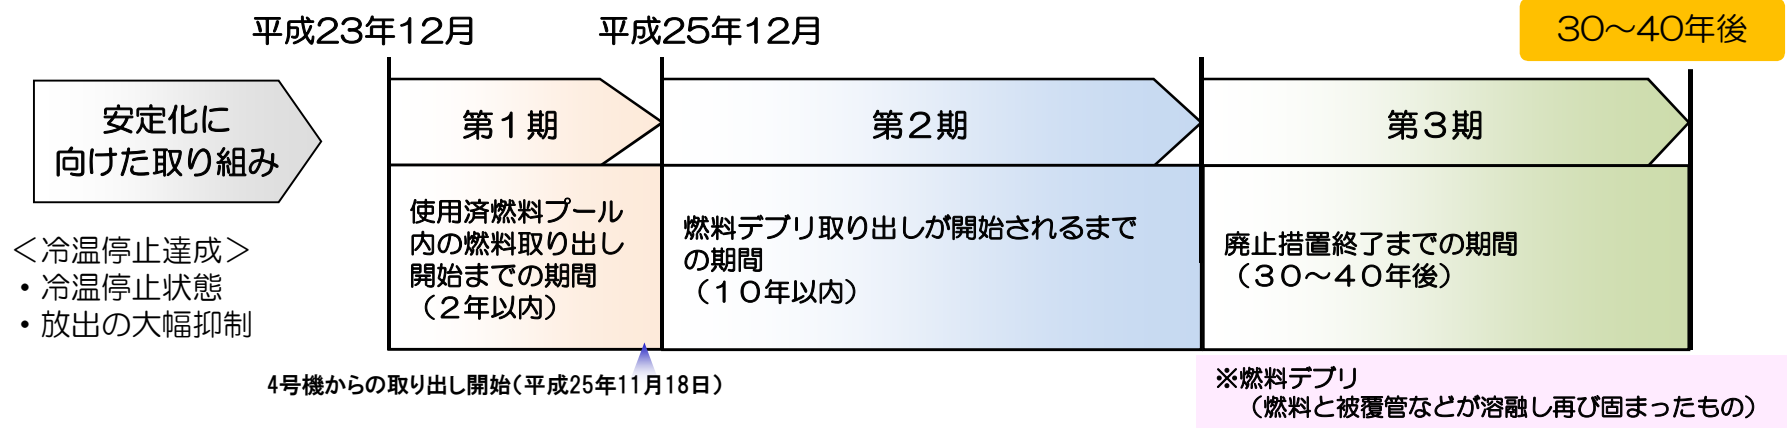 平成23年12月
平成25年12月
30～40年後
安定化に
向けた取り組み
第１期
第２期
第３期
＜冷温停止達成＞
・冷温停止状態
・放出の大幅抑制
使用済燃料プール
内の燃料取り出し
開始までの期間
（２年以内）
燃料デブリ取り出しが開始されるまで
の期間
（１０年以内）
廃止措置終了までの期間
（３０～４０年後）
4号機からの取り出し開始（平成25年11月18日）
※燃料デブリ
（燃料と被覆管などが溶融し再び固まったもの）